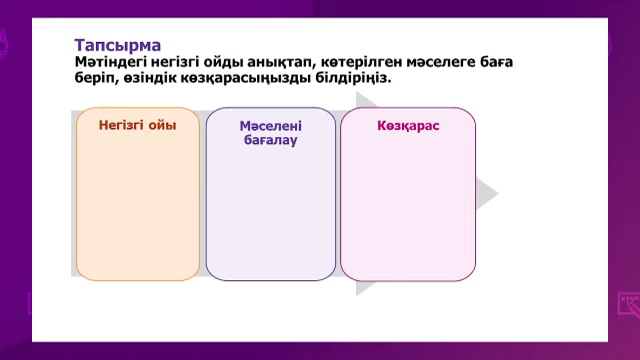 Тапсырма
Мәтіндегі негізгі ойды анықтап, көтерілген мәселеге баға
беріп, өзіндік көзқарасыңызды білдіріңіз.
Негізгі ойы
Мәселені
бағалау
Көзқарас